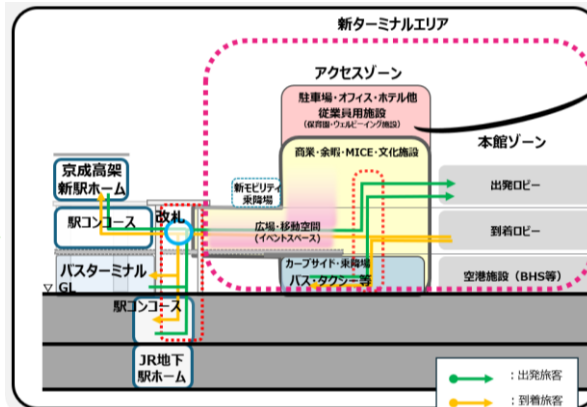 新ターミナルエリア
アクセスゾーン
駐車場・オフィス・ホテル他
従業員用施設
(保育園・ウェルビーイング施設)
本館ゾーン
商業・余暇・MICE・文化施設
京成高架
新駅ホーム
新モビリティ
乗降場
出発ロビー
改札
駅コンコース
広場・移動空間
(イベントスペース)
到着ロビー
バスターミナル
カーブサイド・乗降場
バス・タクシー等
空港施設（BHS等）
GL
駅コンコース
JR地下
駅ホーム
：出発旅客
：到着旅客